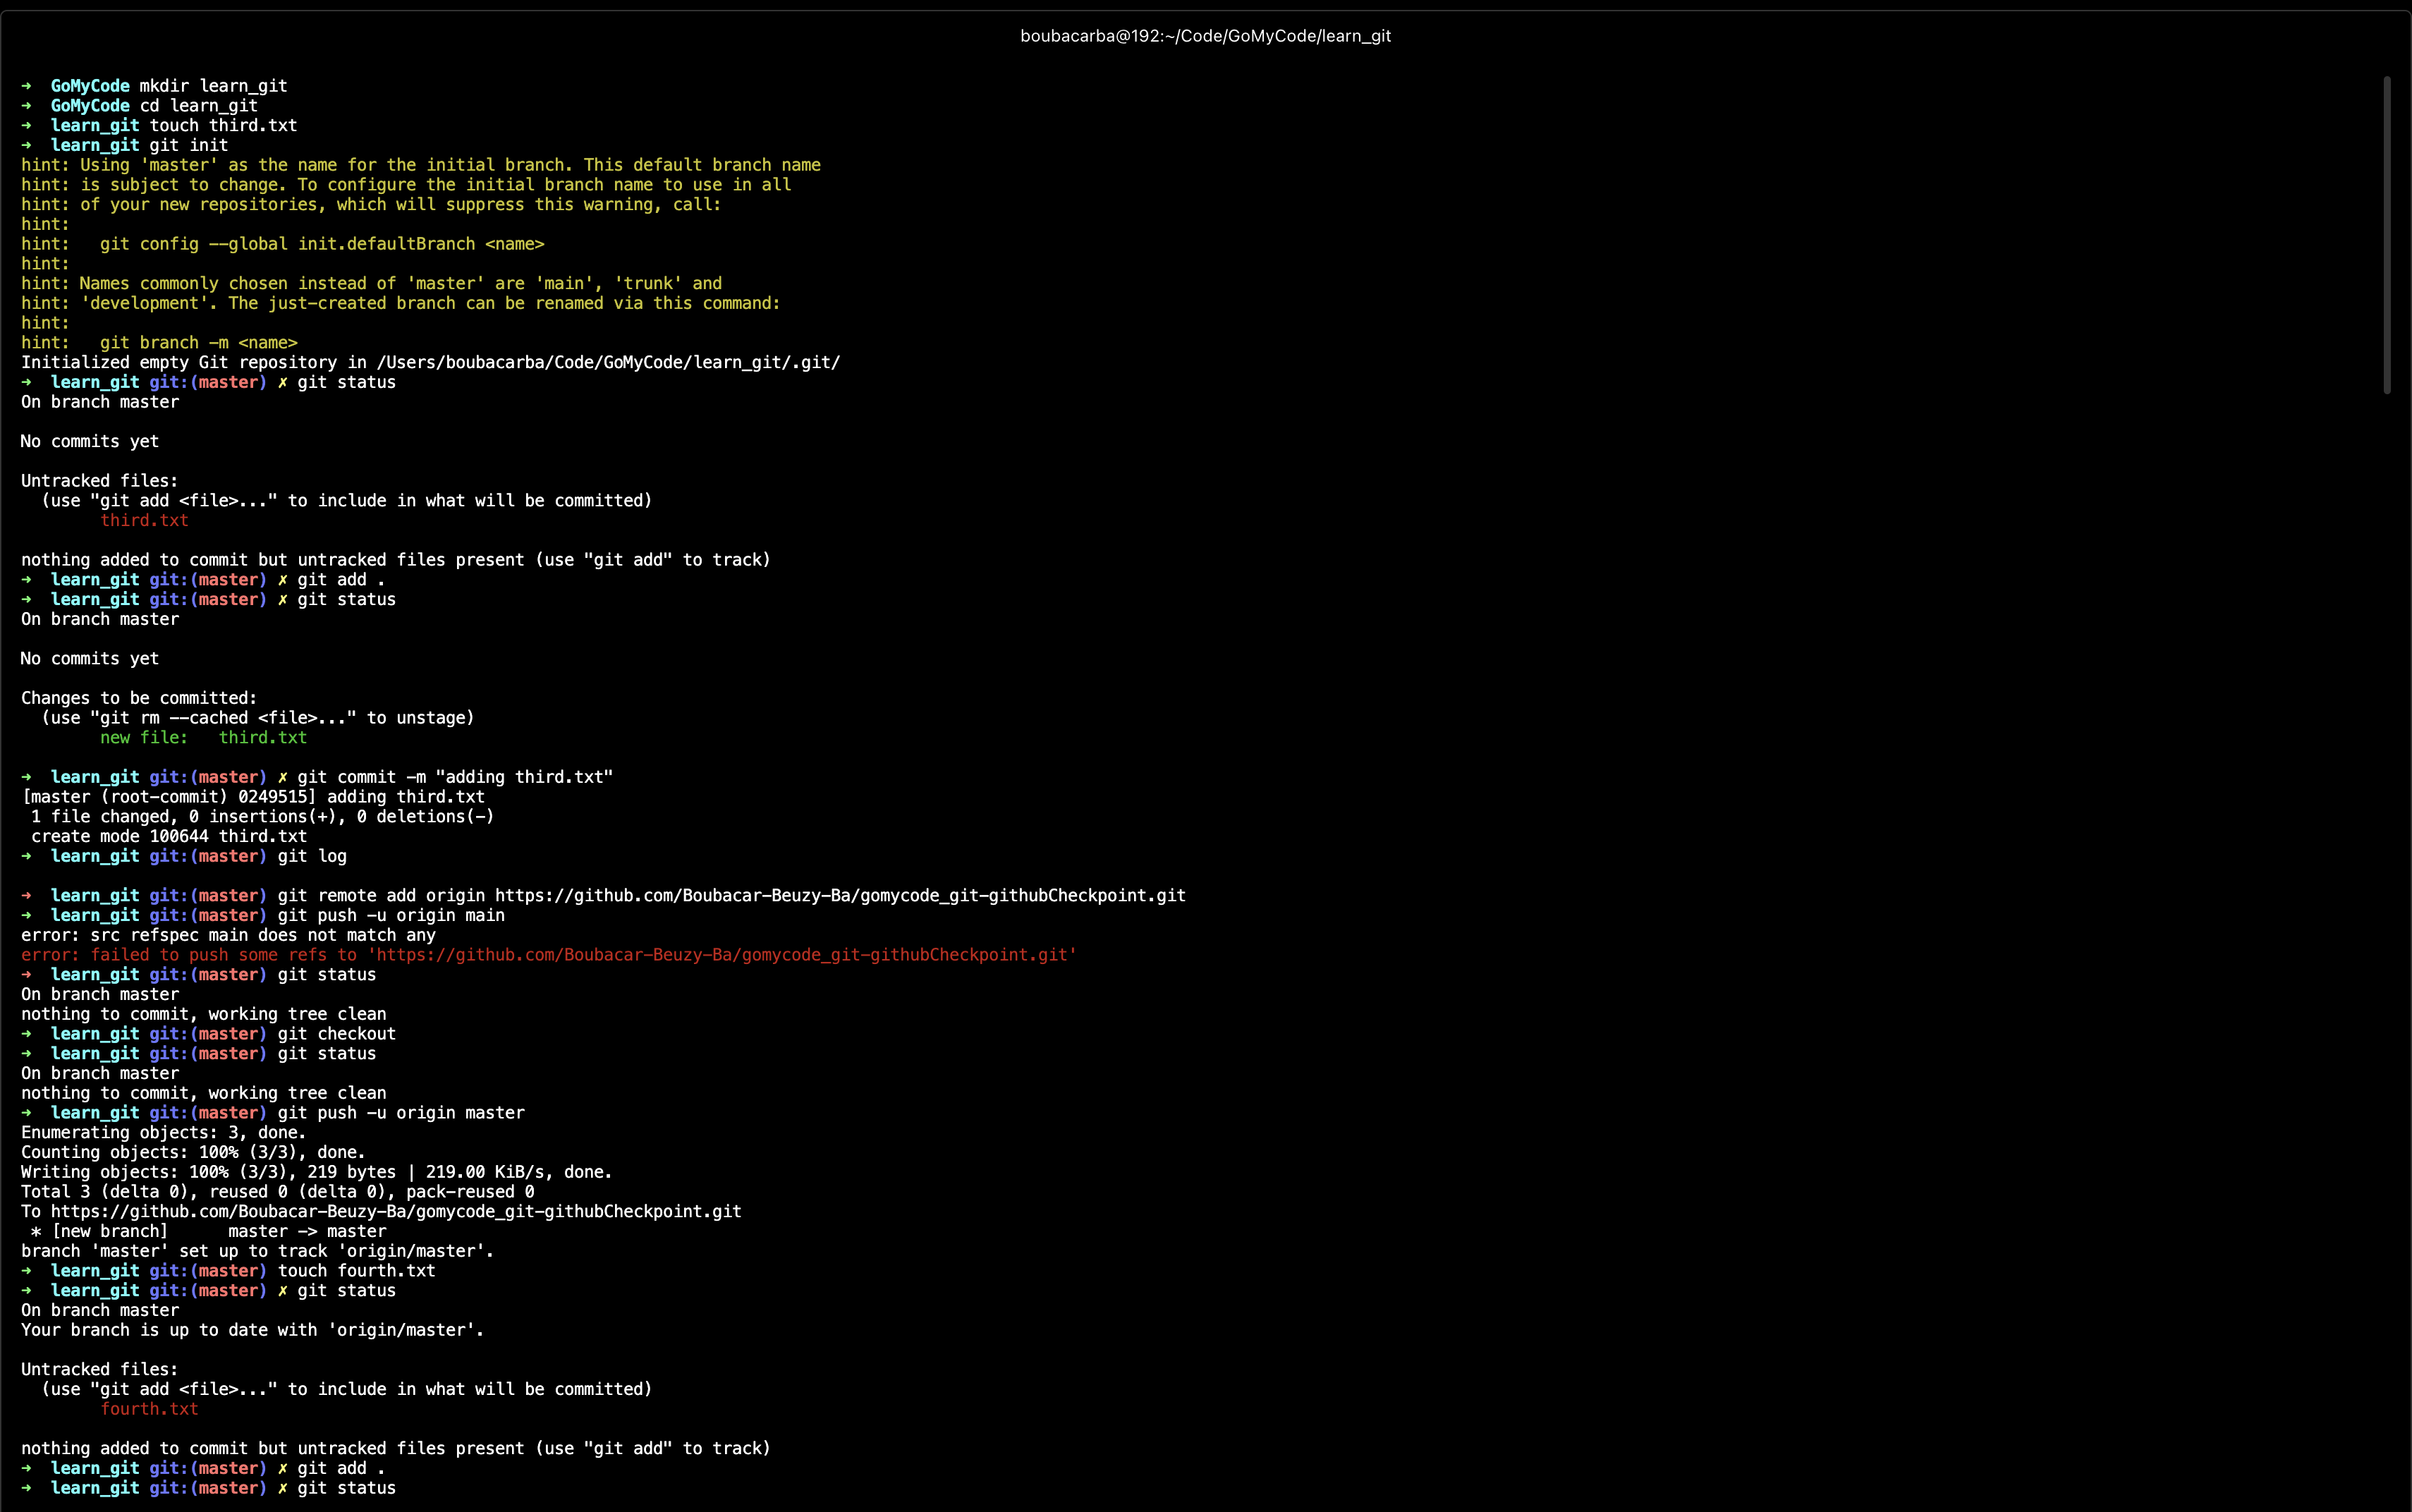 boubacarba@192:~/Code/GoMyCode/learn_git
➜  GoMyCode mkdir learn_git
➜  GoMyCode cd learn_git
➜  learn_git touch third.txt
➜  learn_git git init
hint: Using 'master' as the name for the initial branch. This default branch name
hint: is subject to change. To configure the initial branch name to use in all
hint: of your new repositories, which will suppress this warning, call:
hint:
hint:   git config --global init.defaultBranch <name>
hint:
hint: Names commonly chosen instead of 'master' are 'main', 'trunk' and
hint: 'development'. The just-created branch can be renamed via this command:
hint:
hint:   git branch -m <name>
Initialized empty Git repository in /Users/boubacarba/Code/GoMyCode/learn_git/.git/
➜  learn_git git:(master) ✗ git status
On branch master

No commits yet

Untracked files:
  (use "git add <file>..." to include in what will be committed)
        third.txt

nothing added to commit but untracked files present (use "git add" to track)
➜  learn_git git:(master) ✗ git add .
➜  learn_git git:(master) ✗ git status
On branch master

No commits yet

Changes to be committed:
  (use "git rm --cached <file>..." to unstage)
        new file:   third.txt

➜  learn_git git:(master) ✗ git commit -m "adding third.txt"
[master (root-commit) 0249515] adding third.txt
 1 file changed, 0 insertions(+), 0 deletions(-)
 create mode 100644 third.txt
➜  learn_git git:(master) git log

➜  learn_git git:(master) git remote add origin https://github.com/Boubacar-Beuzy-Ba/gomycode_git-githubCheckpoint.git
➜  learn_git git:(master) git push -u origin main
error: src refspec main does not match any
error: failed to push some refs to 'https://github.com/Boubacar-Beuzy-Ba/gomycode_git-githubCheckpoint.git'
➜  learn_git git:(master) git status
On branch master
nothing to commit, working tree clean
➜  learn_git git:(master) git checkout
➜  learn_git git:(master) git status
On branch master
nothing to commit, working tree clean
➜  learn_git git:(master) git push -u origin master
Enumerating objects: 3, done.
Counting objects: 100% (3/3), done.
Writing objects: 100% (3/3), 219 bytes | 219.00 KiB/s, done.
Total 3 (delta 0), reused 0 (delta 0), pack-reused 0
To https://github.com/Boubacar-Beuzy-Ba/gomycode_git-githubCheckpoint.git
 * [new branch]      master -> master
branch 'master' set up to track 'origin/master'.
➜  learn_git git:(master) touch fourth.txt
➜  learn_git git:(master) ✗ git status
On branch master
Your branch is up to date with 'origin/master'.

Untracked files:
  (use "git add <file>..." to include in what will be committed)
        fourth.txt

nothing added to commit but untracked files present (use "git add" to track)
➜  learn_git git:(master) ✗ git add .
➜  learn_git git:(master) ✗ git status